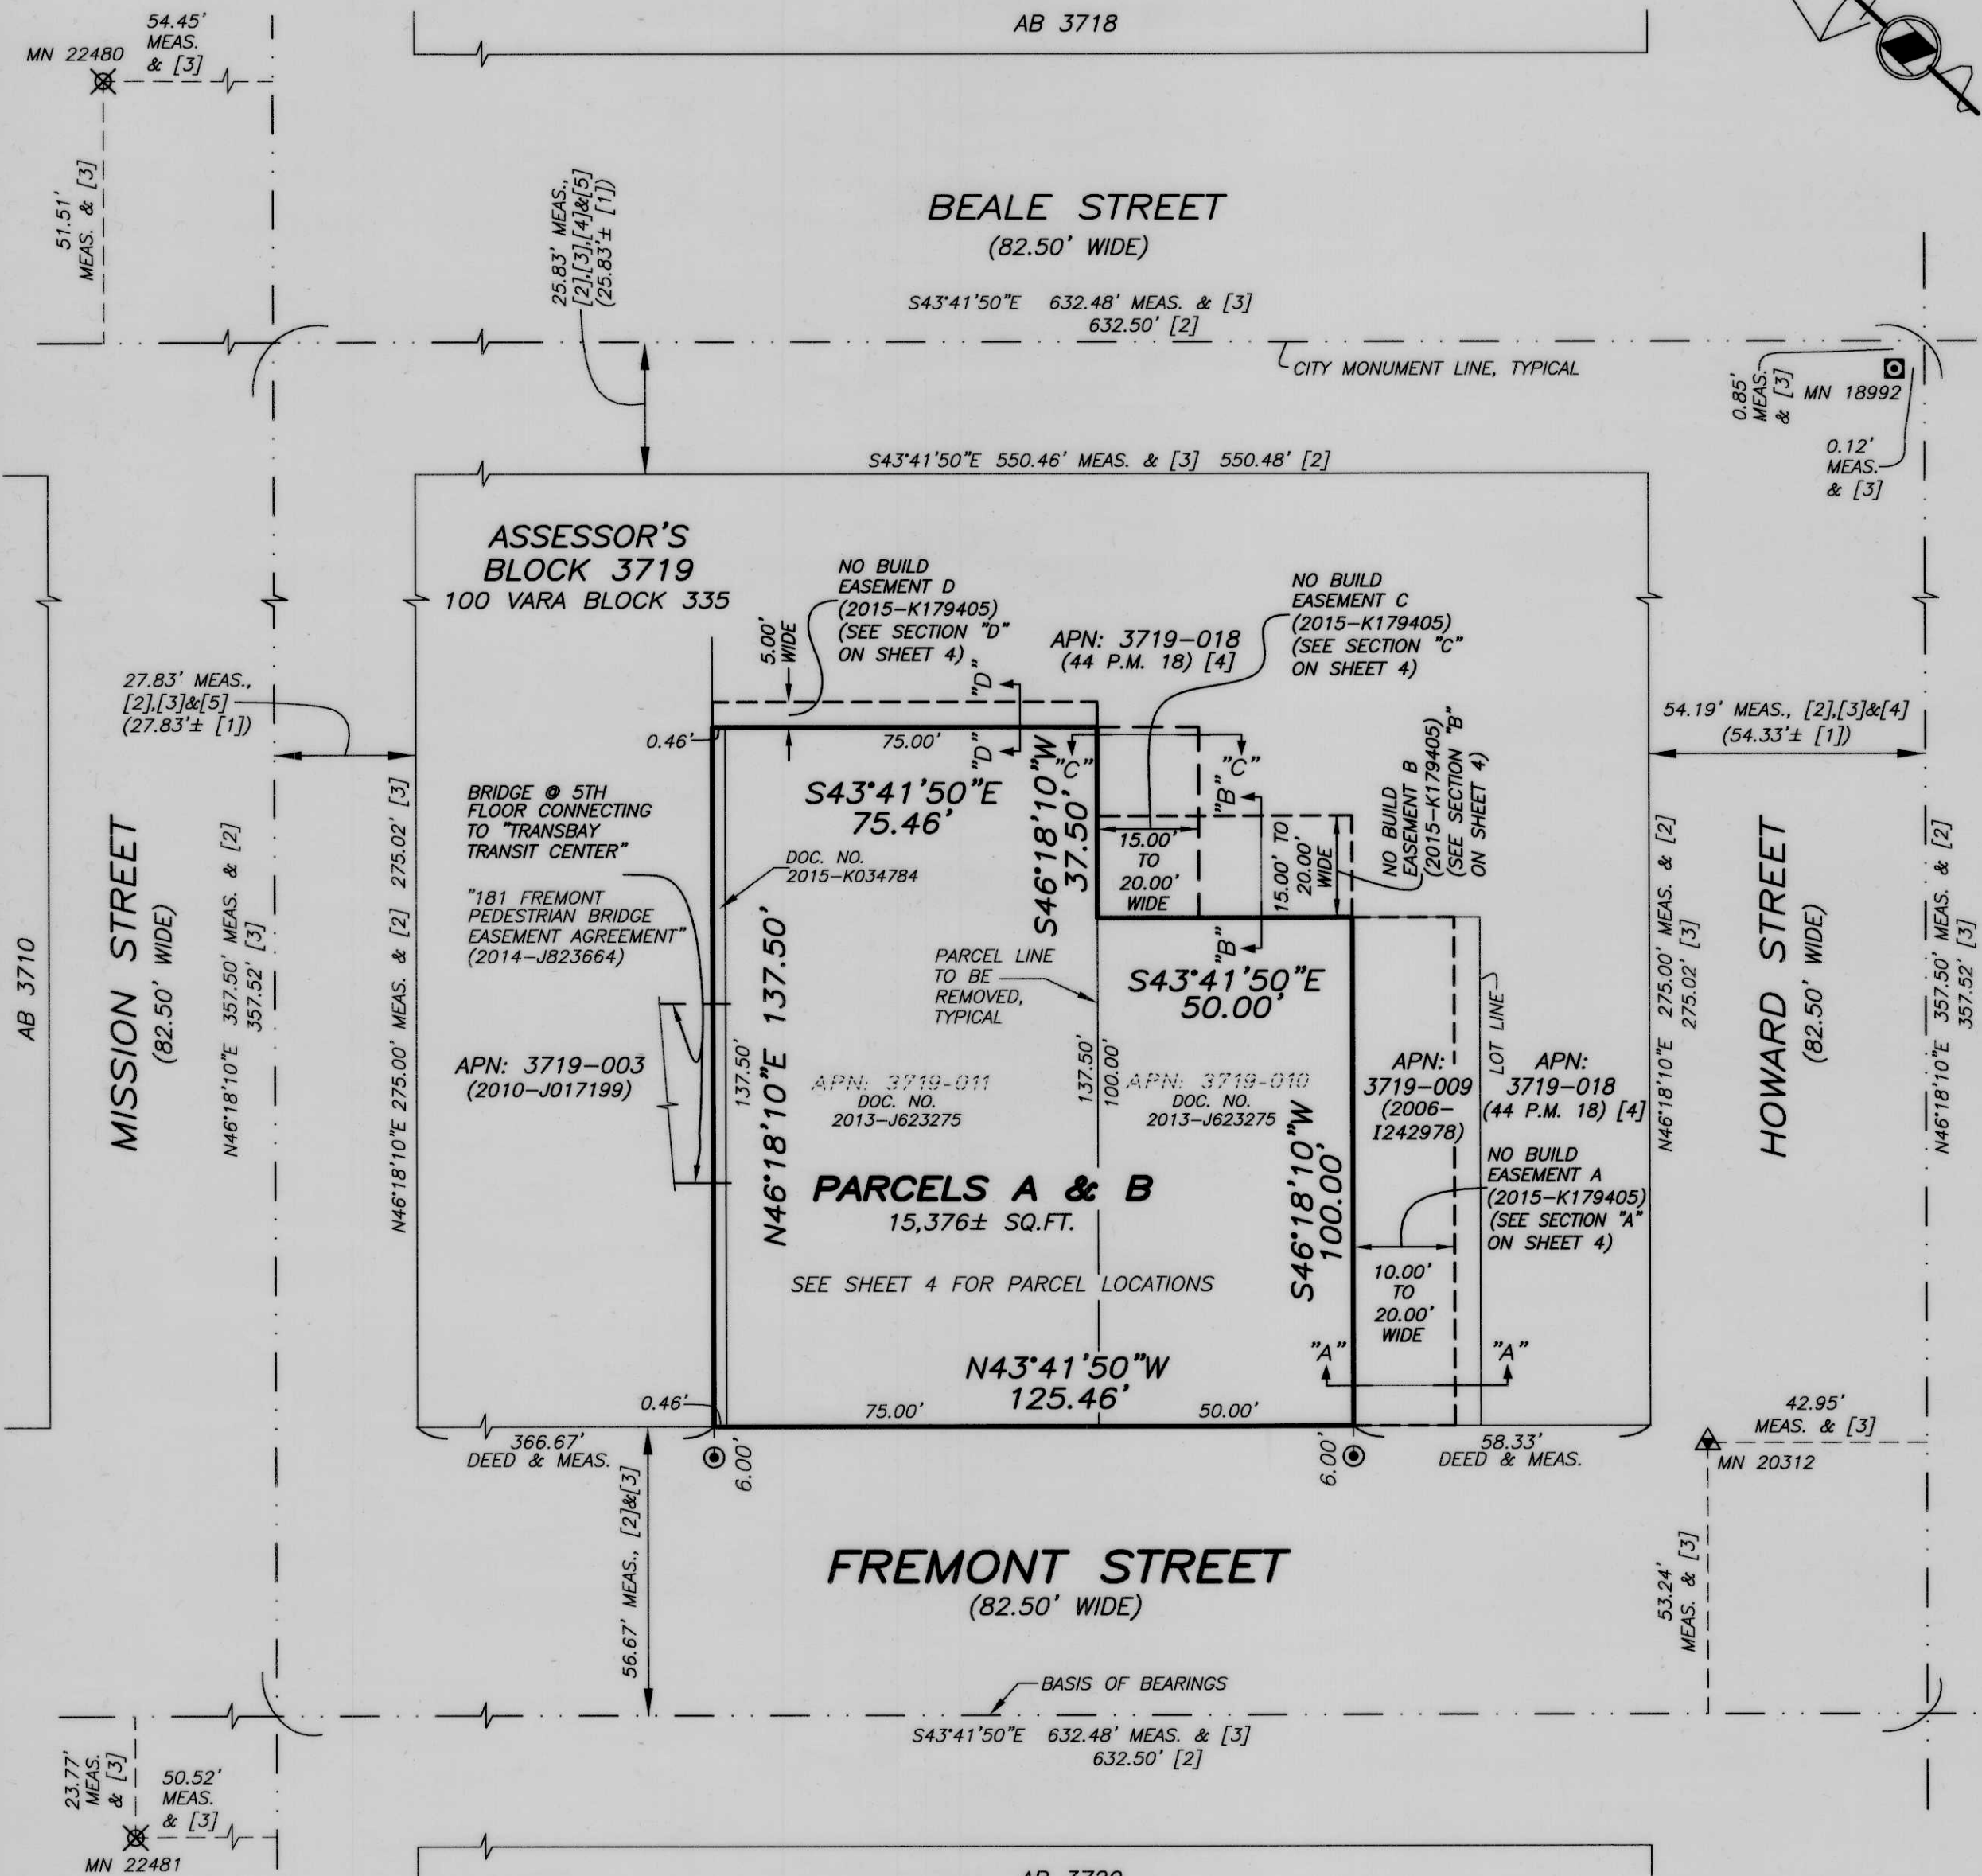 AB 3718
54.45'
MEAS.
& [3]
MN 22480
51.51'
MEAS. & [3]
25.83' MEAS.,
[2],[3],[4]&[5]
(25.83'± [1])
BEALE STREET
(82.50' WIDE)
S43°41'50"E 632.48' MEAS. & [3]
632.50' [2]
CITY MONUMENT LINE, TYPICAL
0.85'
MEAS.
& [3]
MN 18992
0.12'
MEAS.
& [3]
S43°41'50"E 550.46' MEAS. & [3] 550.48' [2]
ASSESSOR'S
BLOCK 3719
100 VARA BLOCK 335
NO BUILD
EASEMENT D
(2015-K179405)
(SEE SECTION "D"
ON SHEET 4)
5.00'
WIDE
APN: 3719-018
(44 P.M. 18) [4]
NO BUILD
EASEMENT C
(2015-K179405)
(SEE SECTION "C"
ON SHEET 4)
27.83' MEAS.,
[2],[3]&[5]
(27.83'± [1])
54.19' MEAS., [2],[3]&[4]
(54.33'± [1])
0.46'
75.00'
"D"
"D"
"C"
"C"
"B"
"B"
S43°41'50"E
75.46'
S46°18'10"W
37.50'
NO BUILD
EASEMENT B
(2015-K179405)
(SEE SECTION "B"
ON SHEET 4)
15.00'
TO
20.00'
WIDE
15.00' TO
20.00'
WIDE
BRIDGE @ 5TH
FLOOR CONNECTING
TO "TRANSBAY
TRANSIT CENTER"
DOC. NO.
2015-K034784
"181 FREMONT
PEDESTRIAN BRIDGE
EASEMENT AGREEMENT"
(2014-J823664)
AB 3710
MISSION STREET
(82.50' WIDE)
N46°18'10"E 357.50' MEAS. & [2]
357.52' [3]
N46°18'10"E 275.00' MEAS. & [2] 275.02' [3]
PARCEL LINE
TO BE
REMOVED,
TYPICAL
S43°41'50"E
50.00'
LOT LINE
N46°18'10"E 275.00' MEAS. & [2]
275.02' [3]
HOWARD STREET
(82.50' WIDE)
N46°18'10"E 357.50' MEAS. & [2]
357.52' [3]
APN: 3719-003
(2010-J017199)
137.50'
N46°18'10"E 137.50'
APN: 3719-011
DOC. NO.
2013-J623275
137.50'
100.00'
APN: 3719-010
DOC. NO.
2013-J623275
APN:
3719-009
(2006-
I242978)
APN:
3719-018
(44 P.M. 18) [4]
S46°18'10"W
100.00'
NO BUILD
EASEMENT A
(2015-K179405)
(SEE SECTION "A"
ON SHEET 4)
PARCELS A & B
15,376± SQ.FT.
SEE SHEET 4 FOR PARCEL LOCATIONS
10.00'
TO
20.00'
WIDE
"A"
"A"
N43°41'50"W
125.46'
0.46'
75.00'
50.00'
366.67'
DEED & MEAS.
6.00'
6.00'
58.33'
DEED & MEAS.
42.95'
MEAS. & [3]
MN 20312
56.67' MEAS., [2]&[3]
FREMONT STREET
(82.50' WIDE)
53.24'
MEAS. & [3]
BASIS OF BEARINGS
S43°41'50"E 632.48' MEAS. & [3]
632.50' [2]
23.77'
MEAS.
& [3]
50.52'
MEAS.
& [3]
MN 22481